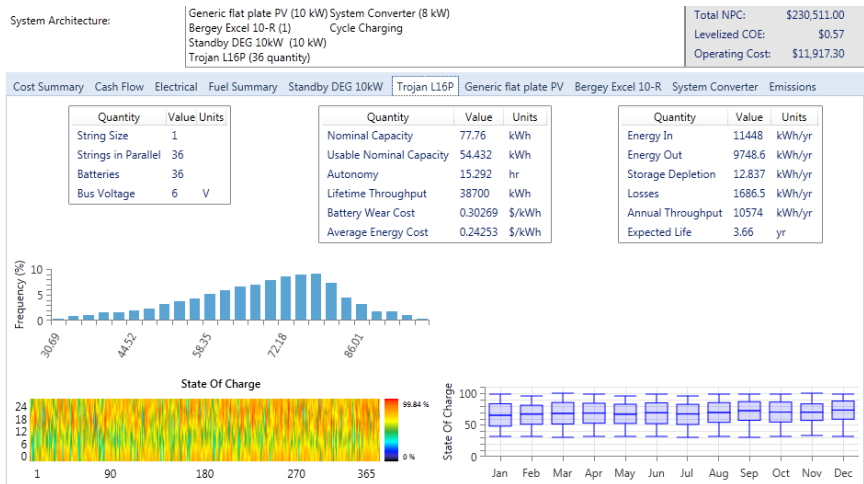 System Architecture:
Generic flat plate PV (10 kW) System Converter (8 kW)
Bergey Excel 10-R (1) Cycle Charging
Standby DEG 10kW (10 kW)
Trojan L16P (36 quantity)
Total NPC: $230,511.00
Levelized COE: $0.57
Operating Cost: $11,917.30
Cost Summary Cash Flow Electrical Fuel Summary Standby DEG 10kW Trojan L16P Generic flat plate PV Bergey Excel 10-R System Converter Emissions
Quantity Value Units
String Size 1
Strings in Parallel 36
Batteries 36
Bus Voltage 6 V
Quantity Value Units
Nominal Capacity 77.76 kWh
Usable Nominal Capacity 54.432 kWh
Autonomy 15.292 hr
Lifetime Throughput 38700 kWh
Battery Wear Cost 0.30269 $/kWh
Average Energy Cost 0.24253 $/kWh
Quantity Value Units
Energy In 11448 kWh/yr
Energy Out 9748.6 kWh/yr
Storage Depletion 12.837 kWh/yr
Losses 1686.5 kWh/yr
Annual Throughput 10574 kWh/yr
Expected Life 3.66 yr
Frequency (%)
10
5
0
30.69 44.52 58.35 72.18 86.01
State Of Charge
24
18
12
6
0
1 90 180 270 365
99.84 %
0 %
State Of Charge
100
50
0
Jan Feb Mar Apr May Jun Jul Aug Sep Oct Nov Dec